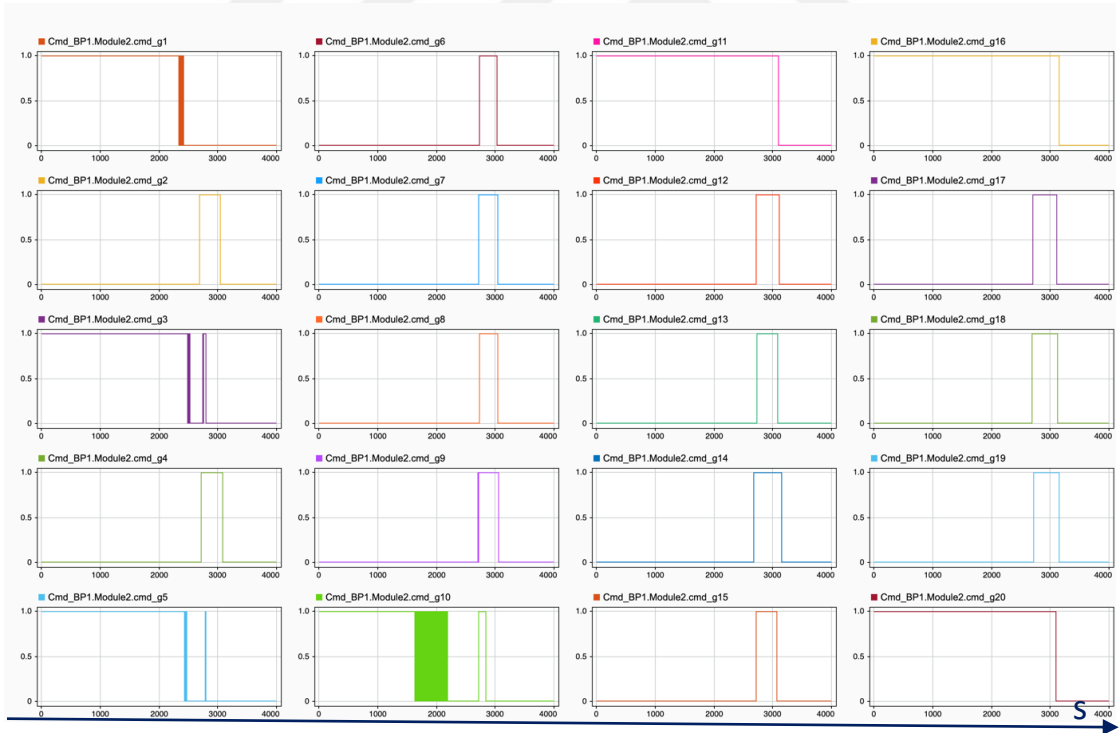 Cmd_BP1.Module2.cmd_g1 Cmd_BP1.Module2.cmd_g6 Cmd_BP1.Module2.cmd_g11 Cmd_BP1.Module2.cmd_g16
1.0 1.0 1.0 1.0
0.5 0.5 0.5 0.5
0 0 0 0
0 1000 2000 3000 4000 0 1000 2000 3000 4000 0 1000 2000 3000 4000 0 1000 2000 3000 4000
Cmd_BP1.Module2.cmd_g2 Cmd_BP1.Module2.cmd_g7 Cmd_BP1.Module2.cmd_g12 Cmd_BP1.Module2.cmd_g17
1.0 1.0 1.0 1.0
0.5 0.5 0.5 0.5
0 0 0 0
0 1000 2000 3000 4000 0 1000 2000 3000 4000 0 1000 2000 3000 4000 0 1000 2000 3000 4000
Cmd_BP1.Module2.cmd_g3 Cmd_BP1.Module2.cmd_g8 Cmd_BP1.Module2.cmd_g13 Cmd_BP1.Module2.cmd_g18
1.0 1.0 1.0 1.0
0.5 0.5 0.5 0.5
0 0 0 0
0 1000 2000 3000 4000 0 1000 2000 3000 4000 0 1000 2000 3000 4000 0 1000 2000 3000 4000
Cmd_BP1.Module2.cmd_g4 Cmd_BP1.Module2.cmd_g9 Cmd_BP1.Module2.cmd_g14 Cmd_BP1.Module2.cmd_g19
1.0 1.0 1.0 1.0
0.5 0.5 0.5 0.5
0 0 0 0
0 1000 2000 3000 4000 0 1000 2000 3000 4000 0 1000 2000 3000 4000 0 1000 2000 3000 4000
Cmd_BP1.Module2.cmd_g5 Cmd_BP1.Module2.cmd_g10 Cmd_BP1.Module2.cmd_g15 Cmd_BP1.Module2.cmd_g20
1.0 1.0 1.0 1.0
0.5 0.5 0.5 0.5
0 0 0 0
0 1000 2000 3000 4000 0 1000 2000 3000 4000 0 1000 2000 3000 4000 0 1000 2000 3000 4000
s